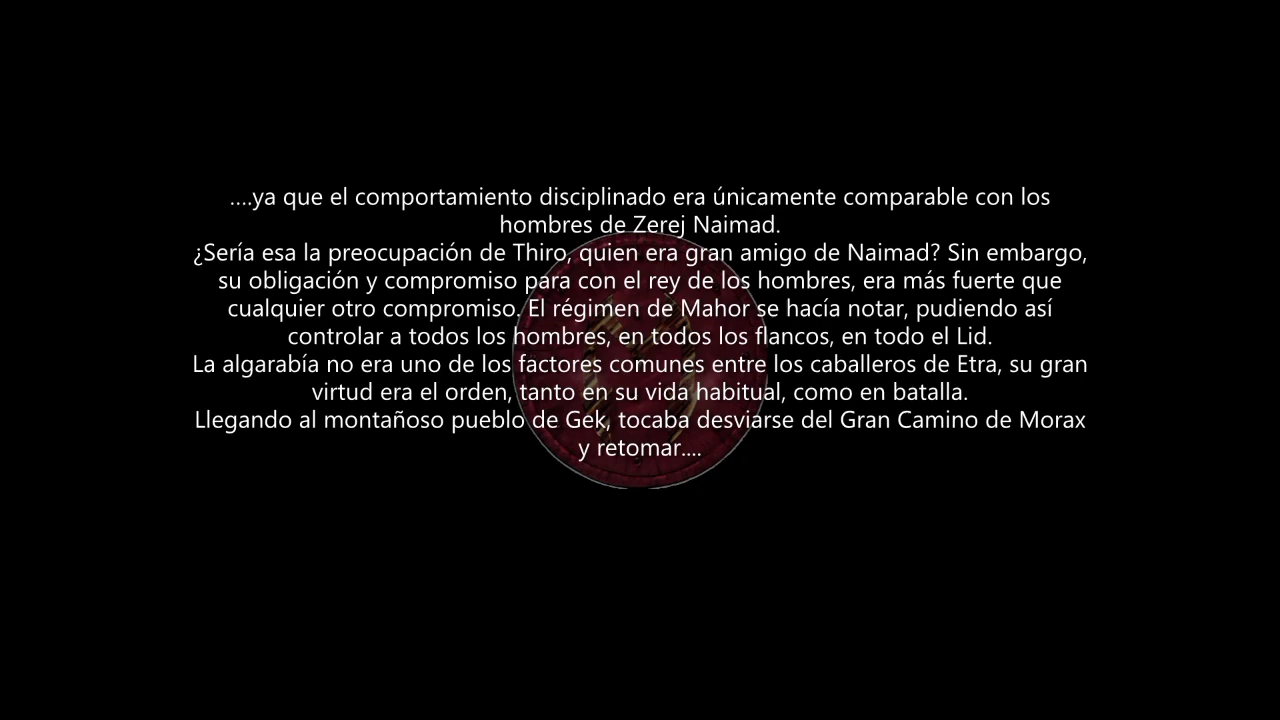 ....ya que el comportamiento disciplinado era únicamente comparable con los
hombres de Zerej Naimad.
¿Sería esa la preocupación de Thiro, quien era gran amigo de Naimad? Sin embargo,
su obligación y compromiso para con el rey de los hombres, era más fuerte que
cualquier otro compromiso. El régimen de Mahor se hacía notar, pudiendo así
controlar a todos los hombres, en todos los flancos, en todo el Lid.
La algarabía no era uno de los factores comunes entre los caballeros de Etra, su gran
virtud era el orden, tanto en su vida habitual, como en batalla.
Llegando al montañoso pueblo de Gek, tocaba desviarse del Gran Camino de Morax
y retomar....